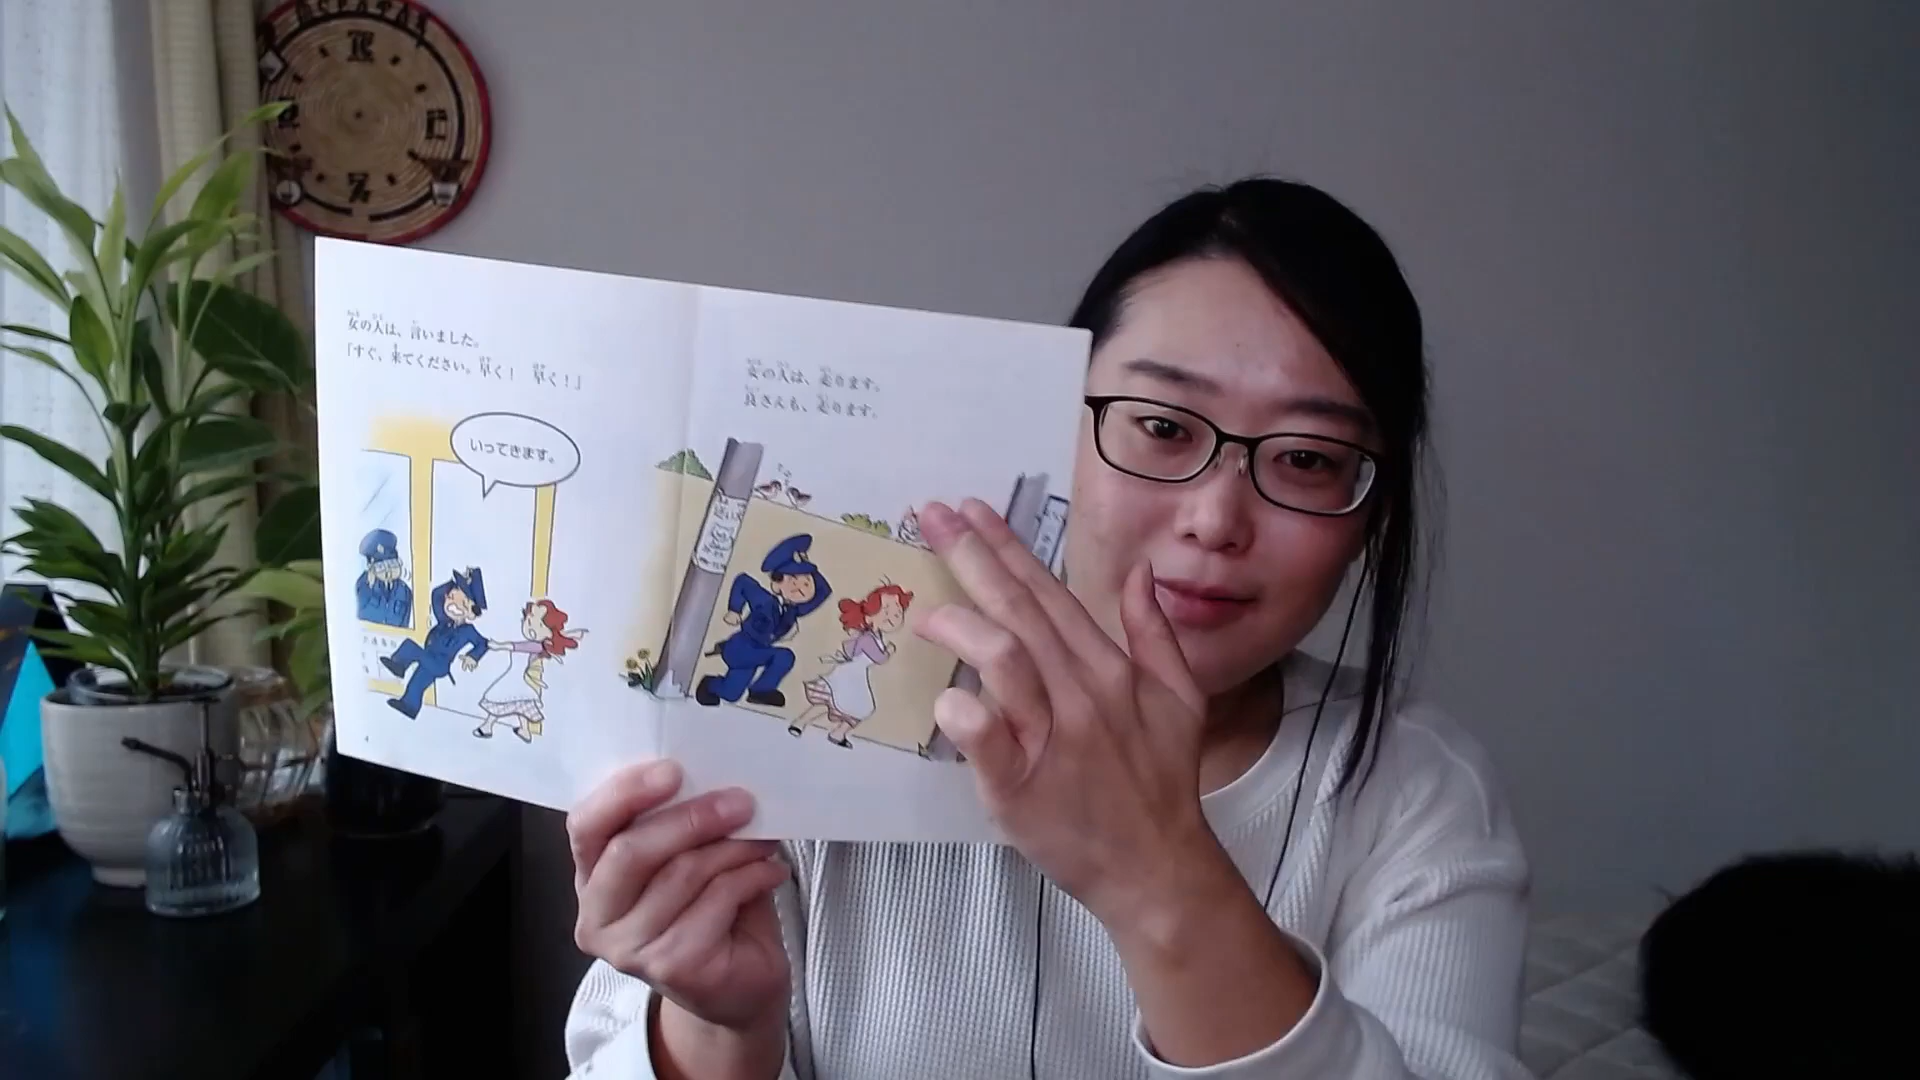 女の人は、言いました。
「すぐ、来てください。早く！　早く！」
いってきます。
4
女の人は、走ります。
良さんも、走ります。